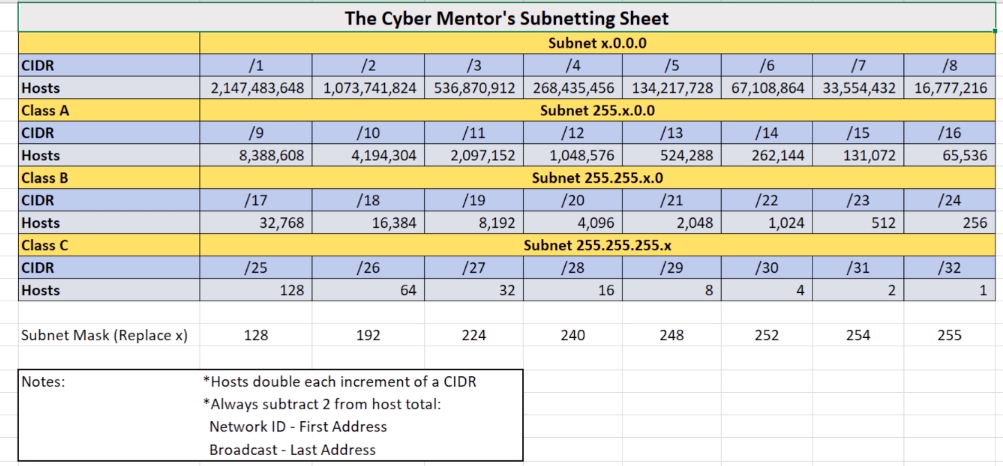 The Cyber Mentor's Subnetting Sheet
Subnet x.0.0.0
CIDR /1 /2 /3 /4 /5 /6 /7 /8
Hosts 2,147,483,648 1,073,741,824 536,870,912 268,435,456 134,217,728 67,108,864 33,554,432 16,777,216
Class A Subnet 255.x.0.0
CIDR /9 /10 /11 /12 /13 /14 /15 /16
Hosts 8,388,608 4,194,304 2,097,152 1,048,576 524,288 262,144 131,072 65,536
Class B Subnet 255.255.x.0
CIDR /17 /18 /19 /20 /21 /22 /23 /24
Hosts 32,768 16,384 8,192 4,096 2,048 1,024 512 256
Class C Subnet 255.255.255.x
CIDR /25 /26 /27 /28 /29 /30 /31 /32
Hosts 128 64 32 16 8 4 2 1
Subnet Mask (Replace x) 128 192 224 240 248 252 254 255
Notes: *Hosts double each increment of a CIDR
*Always subtract 2 from host total:
Network ID - First Address
Broadcast - Last Address